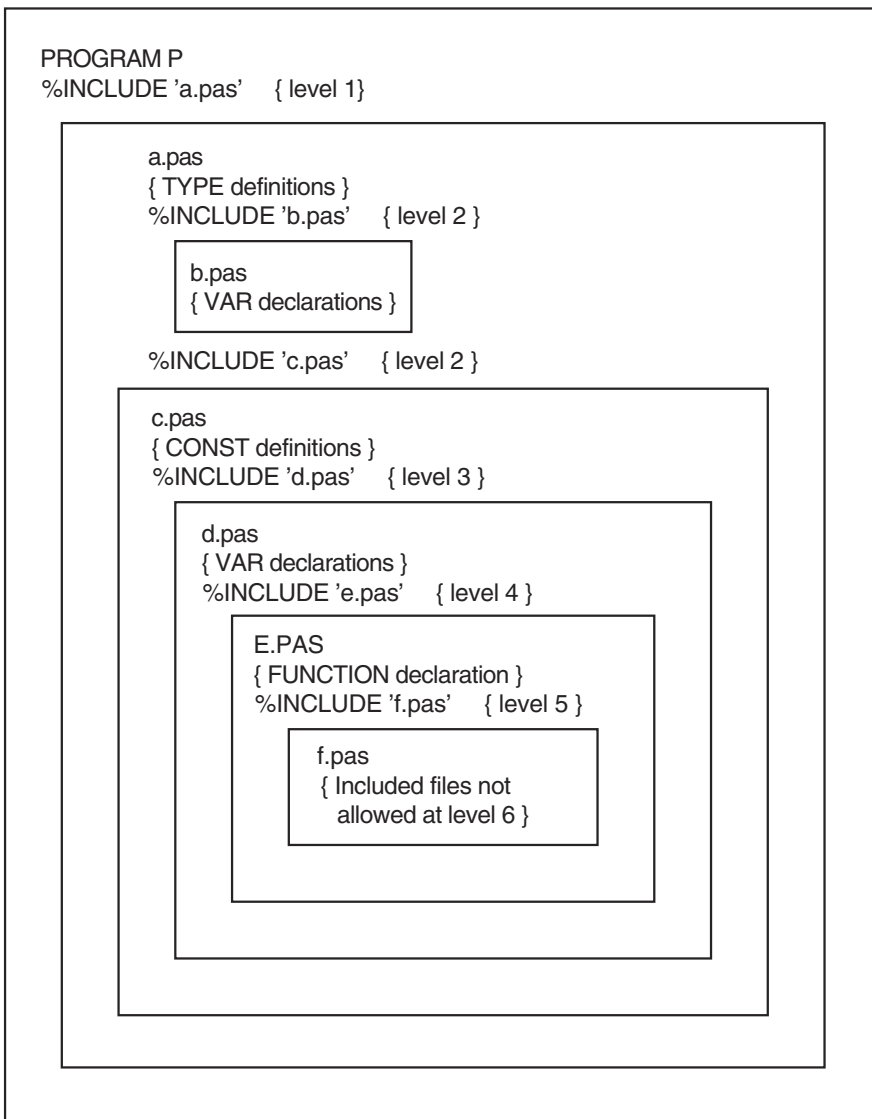 PROGRAM P
%INCLUDE ’a.pas’ { level 1}
a.pas
{ TYPE definitions }
%INCLUDE ’b.pas’ { level 2 }
b.pas
{ VAR declarations }
%INCLUDE ’c.pas’ { level 2 }
c.pas
{ CONST definitions }
%INCLUDE ’d.pas’ { level 3 }
d.pas
{ VAR declarations }
%INCLUDE ’e.pas’ { level 4 }
E.PAS
{ FUNCTION declaration }
%INCLUDE ’f.pas’ { level 5 }
f.pas
{ Included files not
allowed at level 6 }